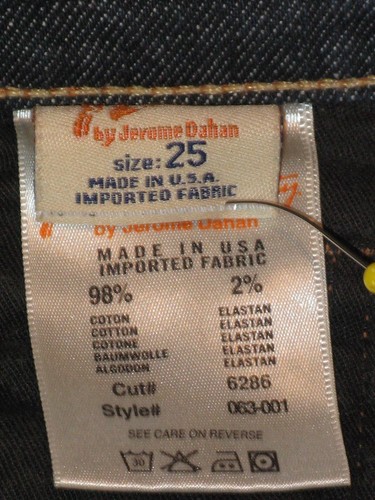 by Jerome Dahan
size: 25
MADE IN U.S.A.
IMPORTED FABRIC
by Jerome Dahan
MADE IN USA
IMPORTED FABRIC
98% 2%
COTON ELASTAN
COTTON ELASTAN
COTONE ELASTAN
BAUMWOLLE ELASTAN
ALGODON ELASTAN
Cut# 6286
Style# 063-001
SEE CARE ON REVERSE
30